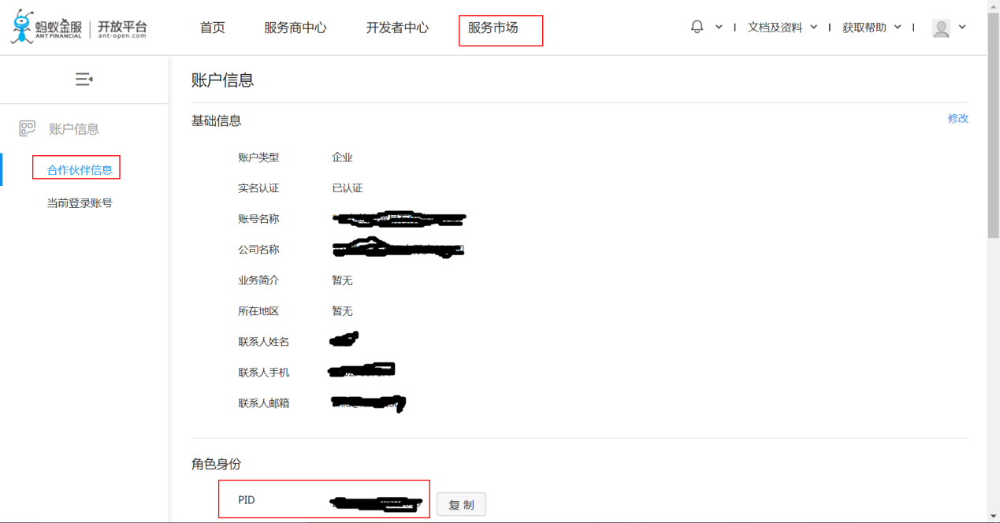 蚂蚁金服 开放平台
ANT FINANCIAL ant-open.com
首页 服务商中心 开发者中心 服务市场 文档及资料 获取帮助
账户信息
合作伙伴信息
当前登录账号
账户信息
基础信息 修改
账户类型 企业
实名认证 已认证
账号名称
公司名称
业务简介 暂无
所在地区 暂无
联系人姓名
联系人手机
联系人邮箱
角色身份
PID 复 制